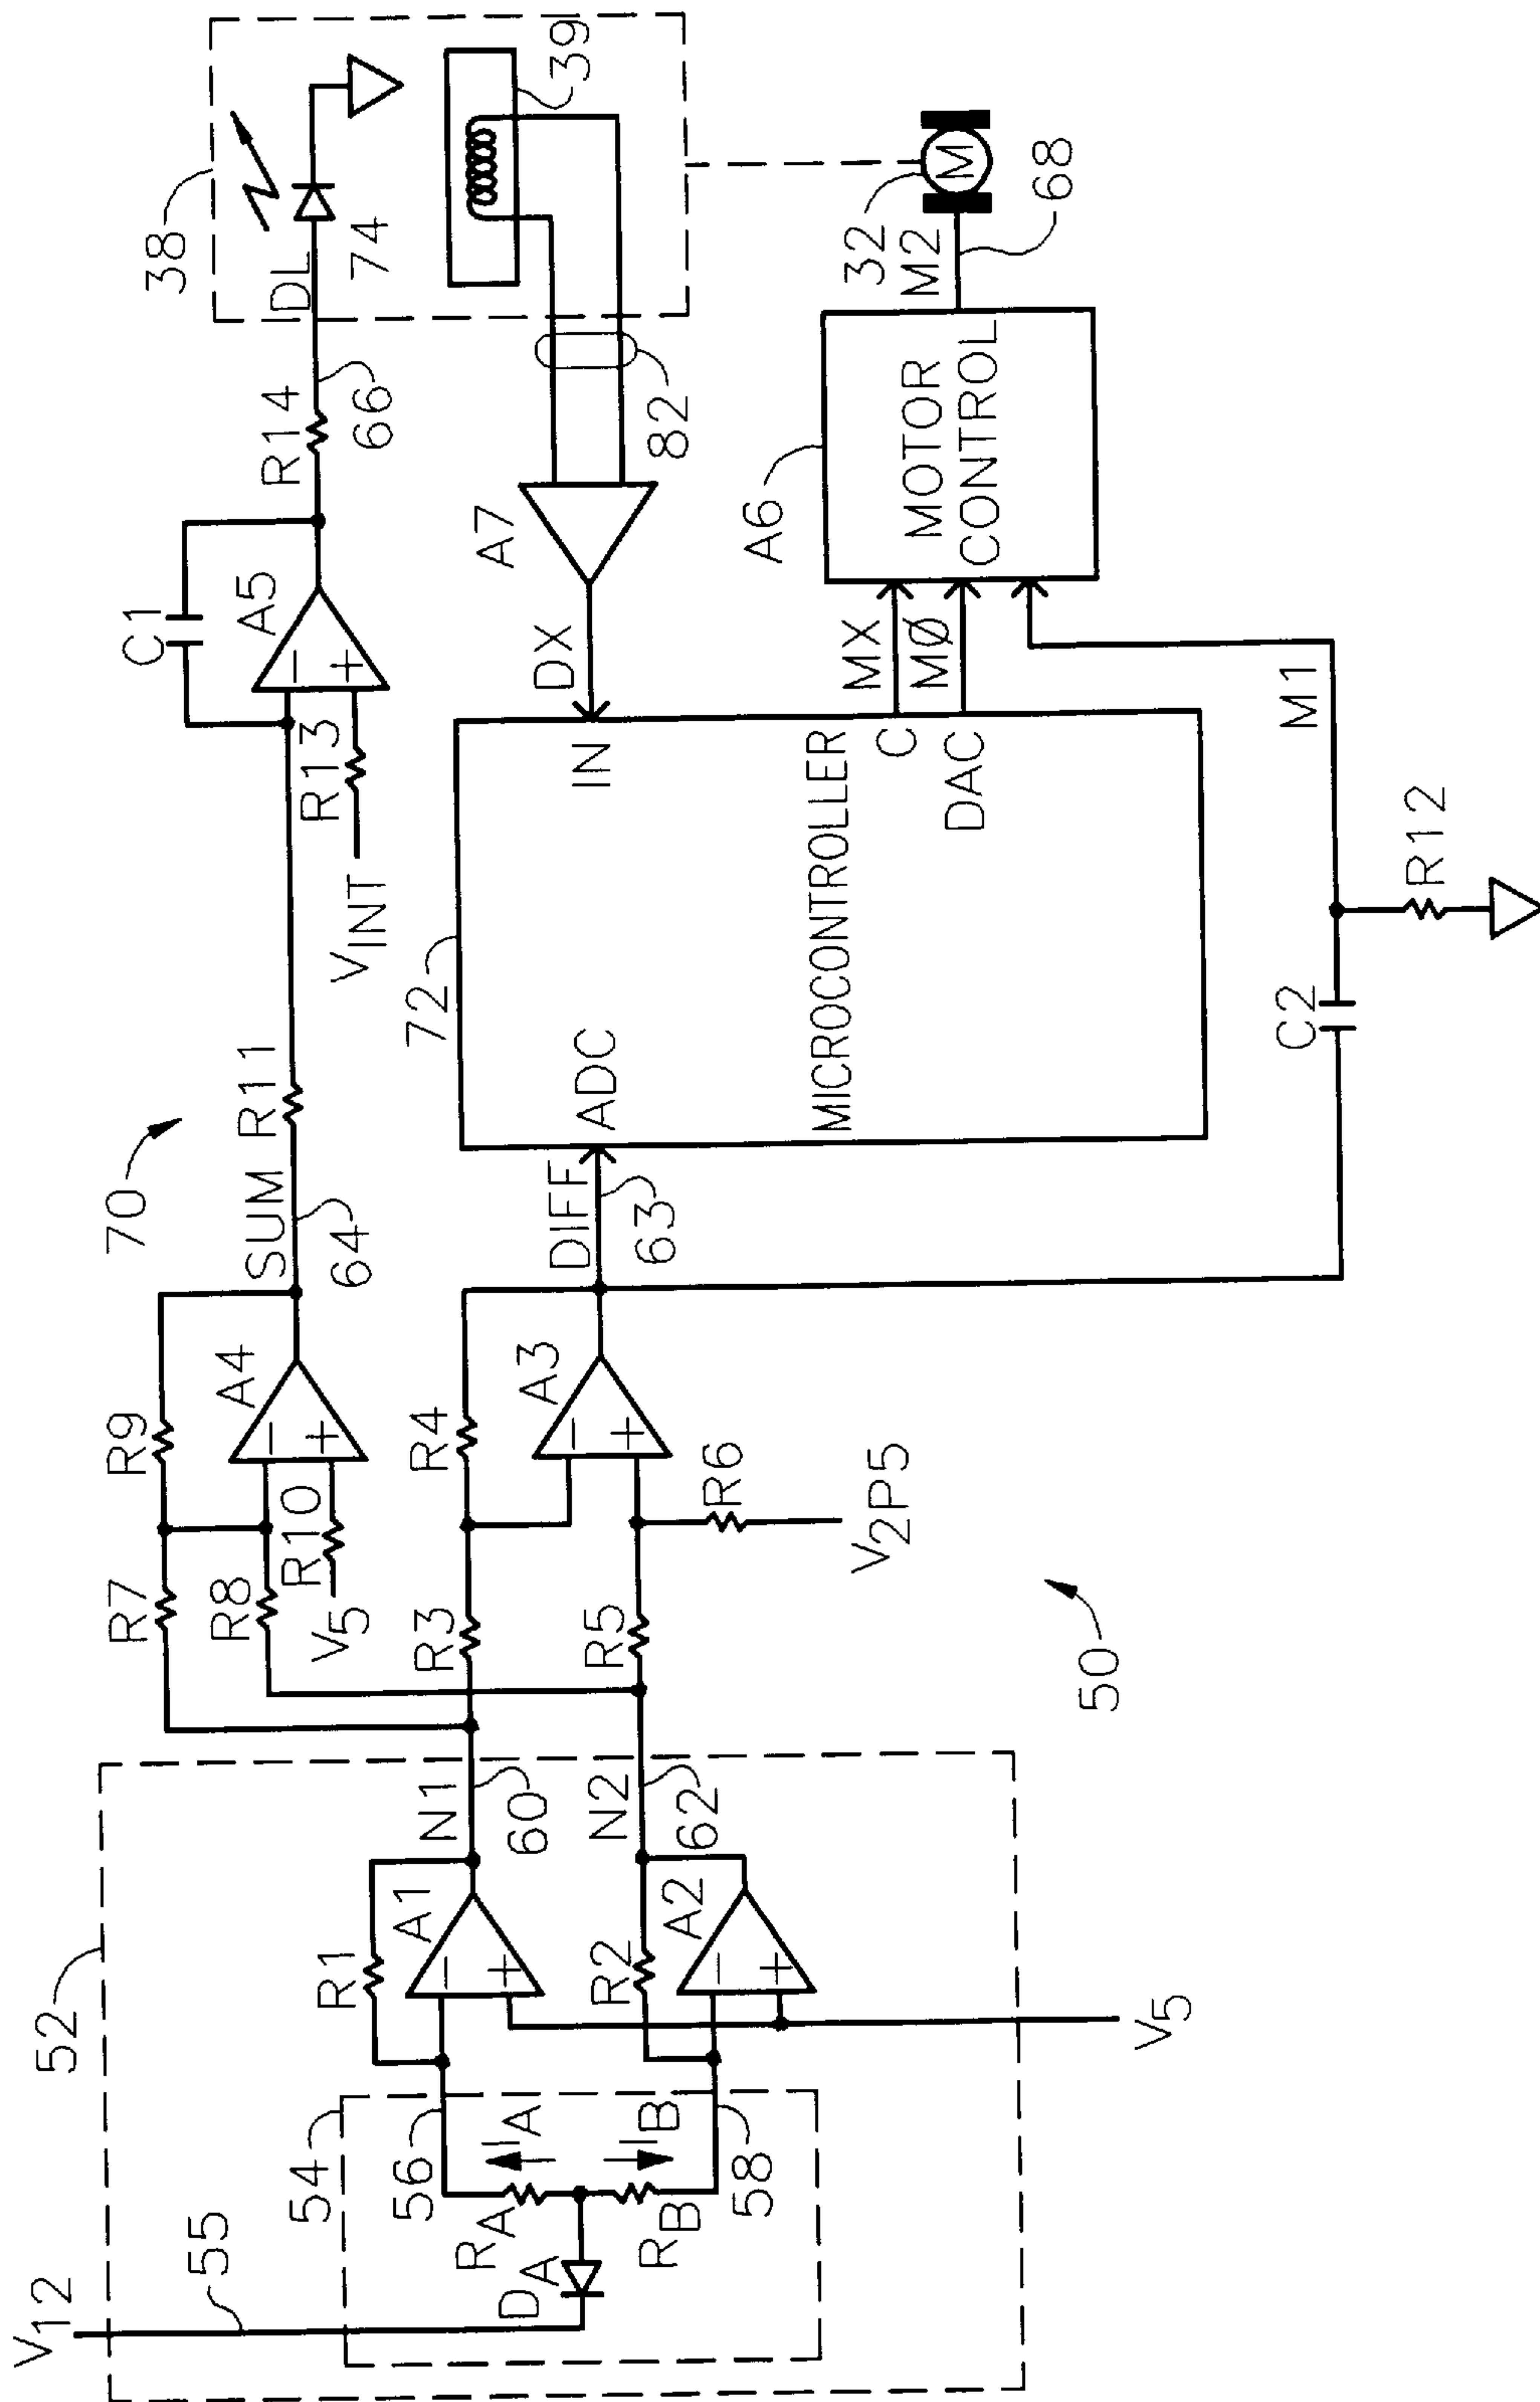 V12
55
52
54
56
58
DA
RA
RB
IA
IB
R1
A1
R2
A2
V5
N1
60
N2
62
R7
R8
R9
R10
V5
A4
R3
R4
R5
R6
V2P5
A3
50
70
SUM
64
R11
DIFF
63
72
ADC
MICROCONTROLLER
IN
C
DAC
C2
R12
M1
VINT
R13
C1
A5
R14
66
DL
74
38
39
82
A7
DX
MX
MØ
A6
MOTOR
CONTROL
32
M2
68
M